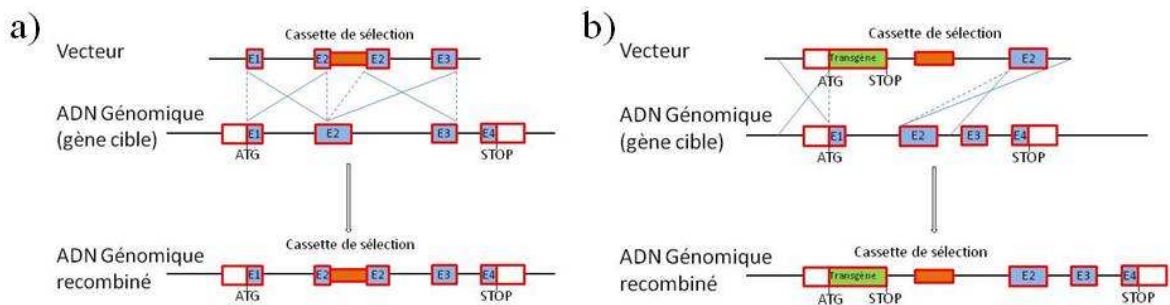 a)
Cassette de sélection
Vecteur
E1 E2 E2 E3
ADN Génomique
(gène cible)
E1 E2 E3 E4
ATG STOP
Cassette de sélection
ADN Génomique
recombiné
E1 E2 E2 E3 E4
ATG STOP
b)
Cassette de sélection
Vecteur
Transgène E2
ATG STOP
ADN Génomique
(gène cible)
E1 E2 E3 E4
ATG STOP
Cassette de sélection
ADN Génomique
recombiné
Transgène E2 E3 E4
ATG STOP STOP